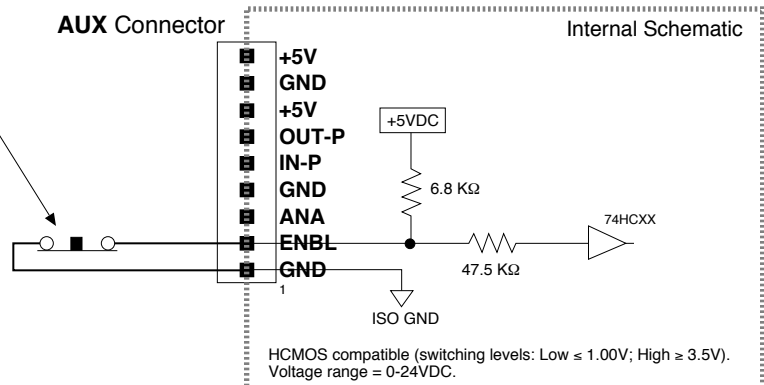 AUX Connector
Internal Schematic
+5V
GND
+5V
OUT-P
IN-P
GND
ANA
ENBL
GND
1
+5VDC
6.8 KΩ
74HCXX
47.5 KΩ
ISO GND
HCMOS compatible (switching levels: Low ≤ 1.00V; High ≥ 3.5V).
Voltage range = 0-24VDC.